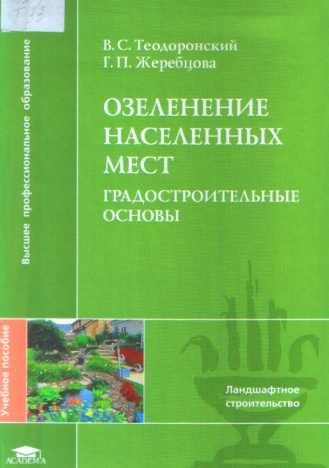 В. С. Теодоронский
Г. П. Жеребцова
ОЗЕЛЕНЕНИЕ
НАСЕЛЕННЫХ
МЕСТ
ГРАДОСТРОИТЕЛЬНЫЕ
ОСНОВЫ
Высшее профессиональное образование
Учебное пособие
Ландшафтное
строительство
ACADEMA